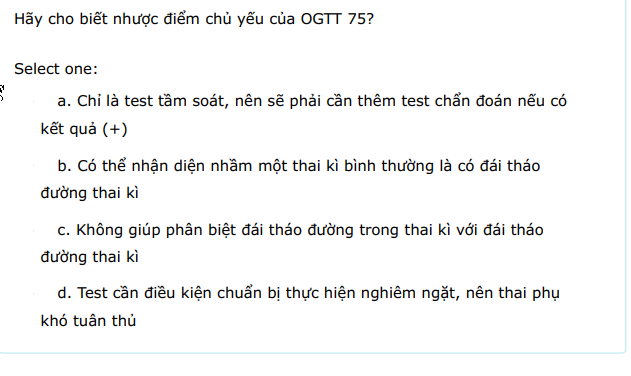 Hãy cho biết nhược điểm chủ yếu của OGTT 75?
Select one:
a. Chỉ là test tầm soát, nên sẽ phải cần thêm test chẩn đoán nếu có
kết quả (+)
b. Có thể nhận diện nhầm một thai kì bình thường là có đái tháo
đường thai kì
c. Không giúp phân biệt đái tháo đường trong thai kì với đái tháo
đường thai kì
d. Test cần điều kiện chuẩn bị thực hiện nghiêm ngặt, nên thai phụ
khó tuân thủ